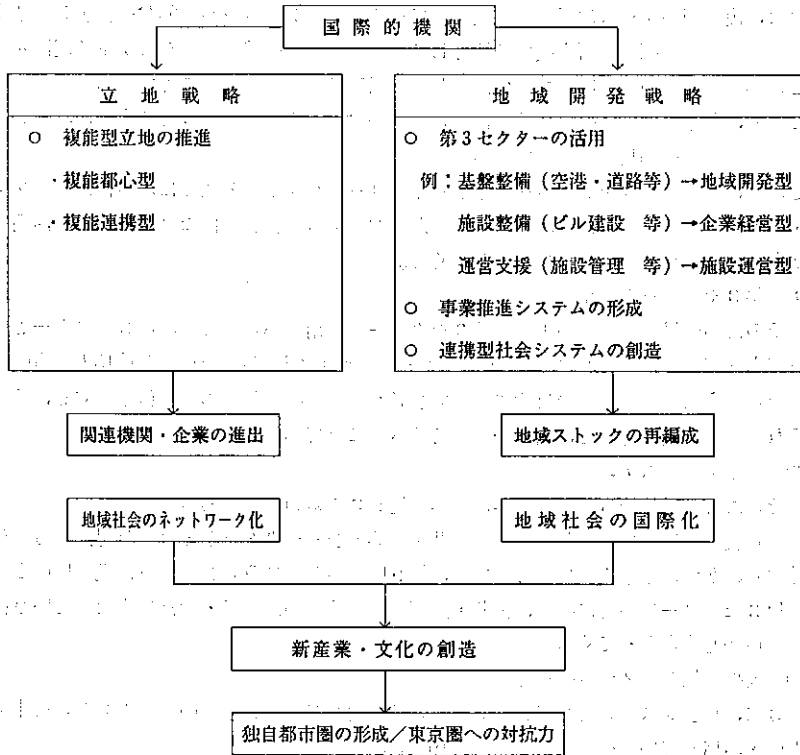 国際的機関
立地戦略
○ 複能型立地の推進
・複能都心型
・複能連携型
地域開発戦略
○ 第3セクターの活用
例:基盤整備(空港・道路等)→地域開発型
施設整備(ビル建設 等)→企業経営型
運営支援(施設管理 等)→施設運営型
○ 事業推進システムの形成
○ 連携型社会システムの創造
関連機関・企業の進出
地域ストックの再編成
地域社会のネットワーク化
地域社会の国際化
新産業・文化の創造
独自都市圏の形成/東京圏への対抗力